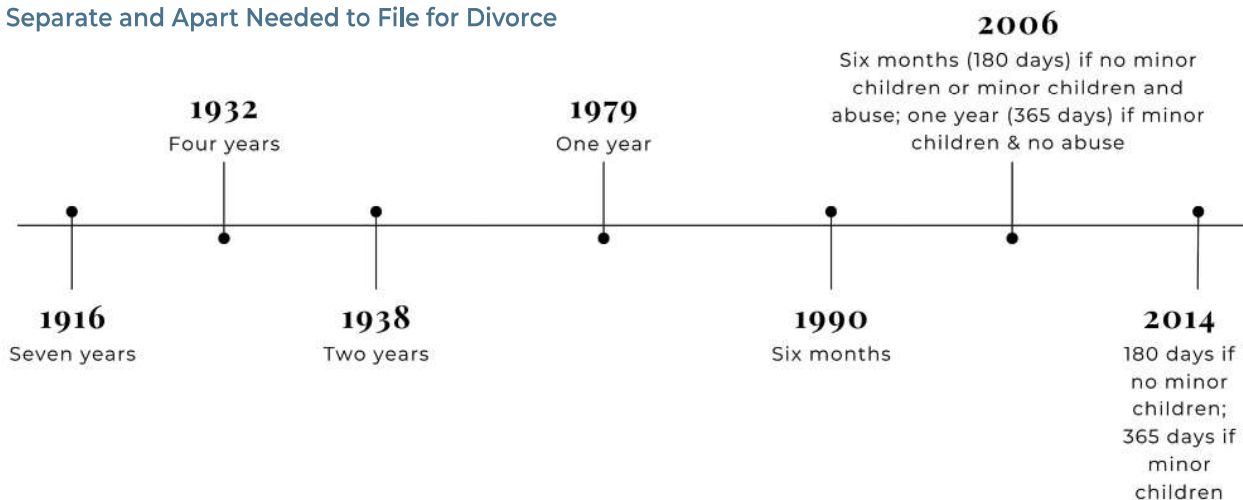 Separate and Apart Needed to File for Divorce
1916
Seven years
1932
Four years
1938
Two years
1979
One year
1990
Six months
2006
Six months (180 days) if no minor
children or minor children and
abuse; one year (365 days) if minor
children & no abuse
2014
180 days if
no minor
children;
365 days if
minor
children